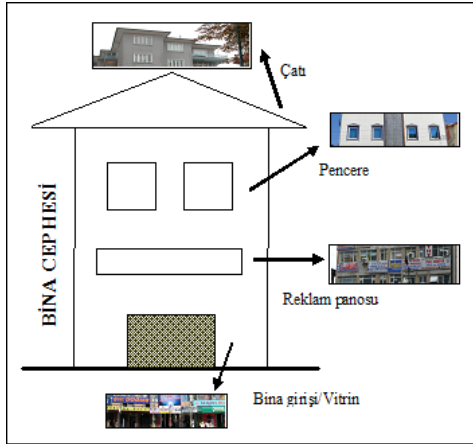 Çatı
Pencere
BİNA CEPHESİ
Reklam panosu
Bina girişi/Vitrin